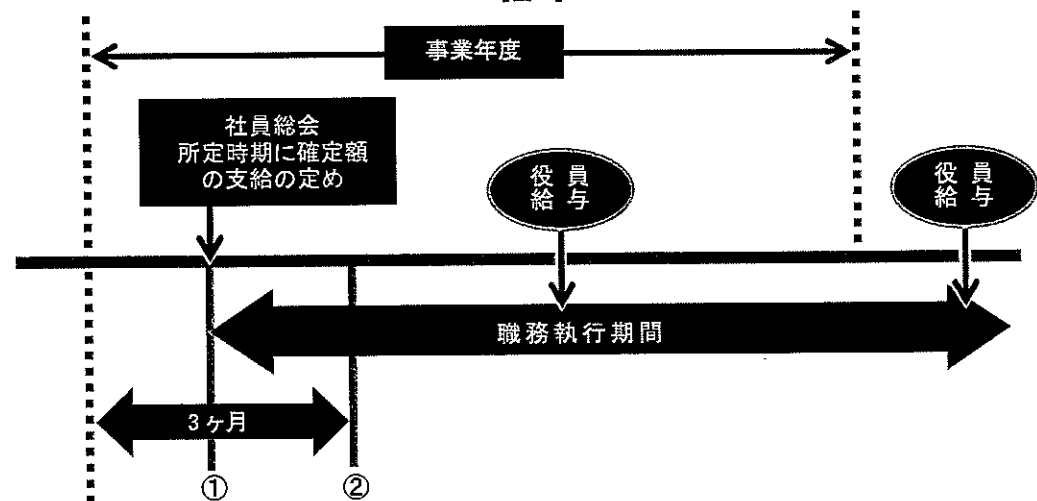 事業年度
社員総会
所定時期に確定額
の支給の定め
役員
給与
役員
給与
職務執行期間
3ヶ月
①
②